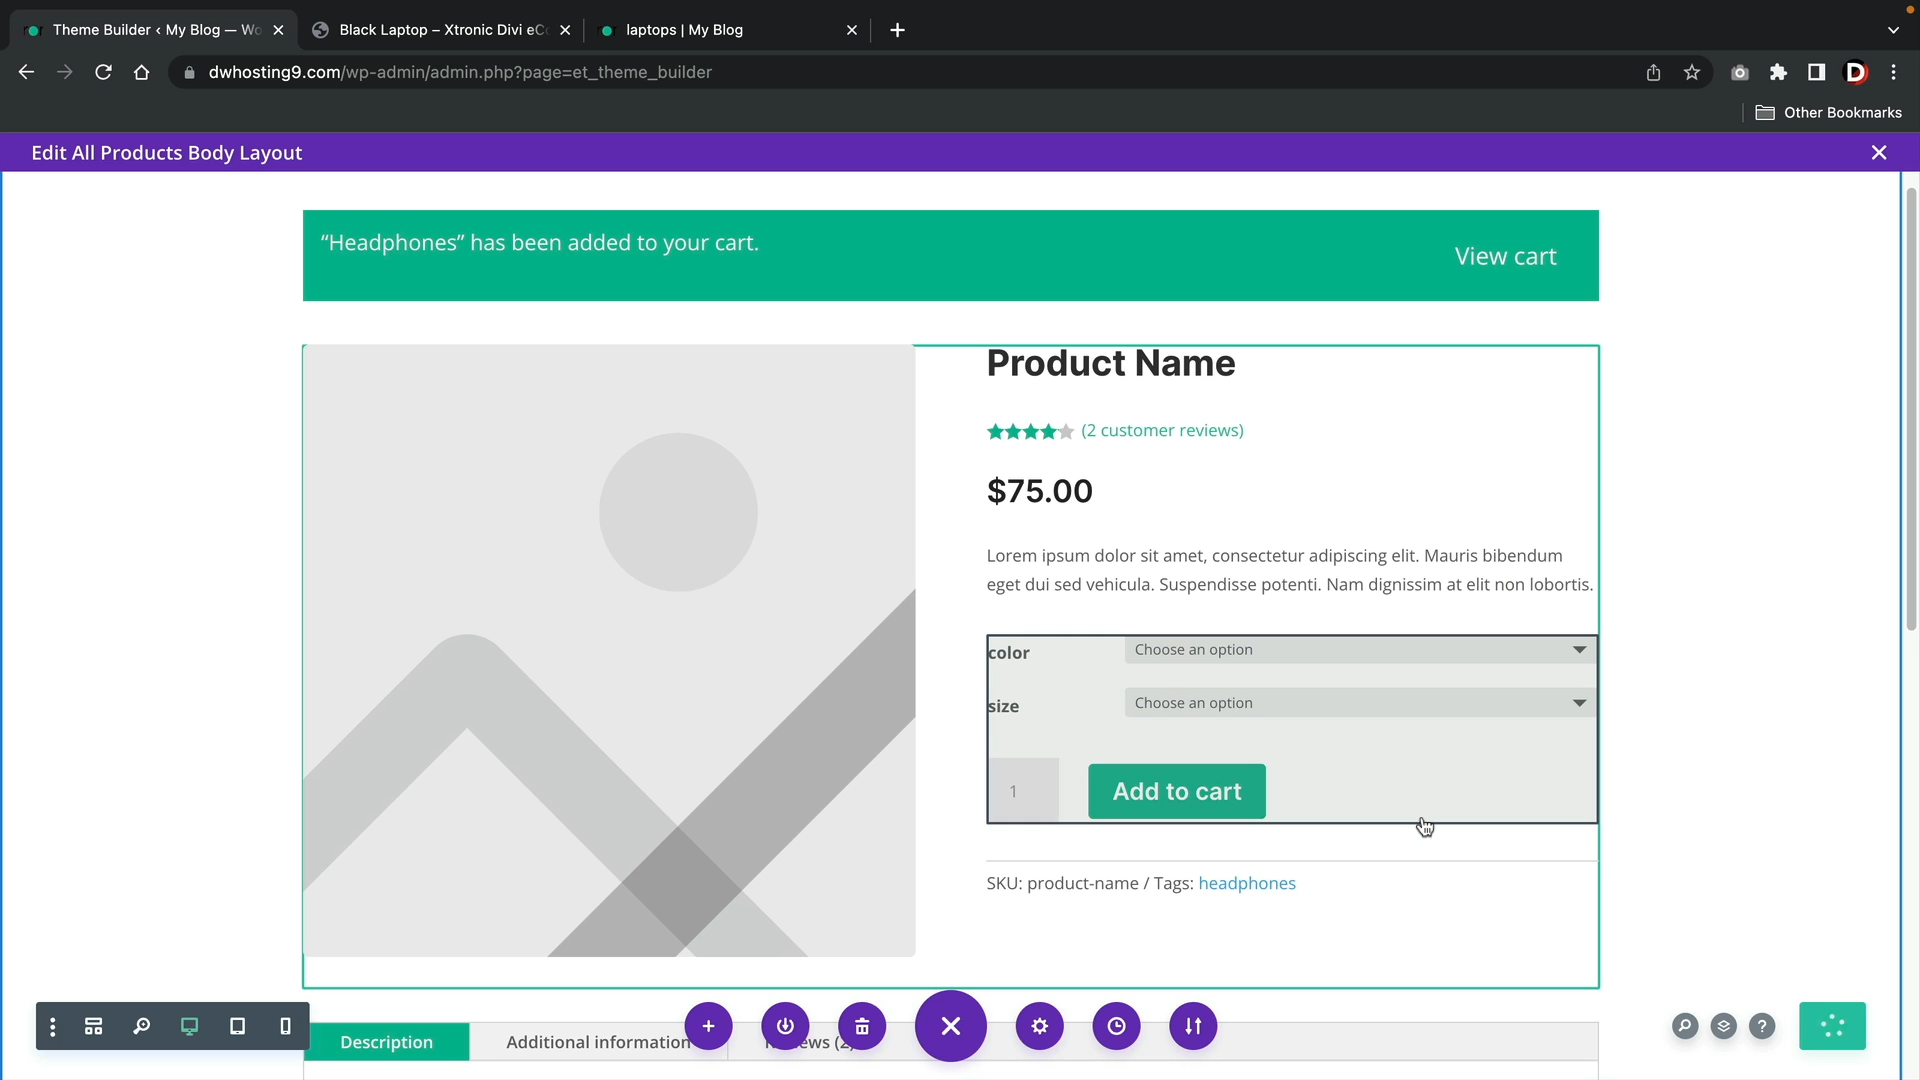 Theme Builder ‹ My Blog — Wo
Black Laptop – Xtronic Divi eCo
laptops | My Blog
dwhosting9.com/wp-admin/admin.php?page=et_theme_builder
D
Other Bookmarks
Edit All Products Body Layout
“Headphones” has been added to your cart.
View cart
Product Name
(2 customer reviews)
$75.00
Lorem ipsum dolor sit amet, consectetur adipiscing elit. Mauris bibendum
eget dui sed vehicula. Suspendisse potenti. Nam dignissim at elit non lobortis.
color Choose an option
size Choose an option
1 Add to cart
SKU: product-name / Tags: headphones
Description Additional information